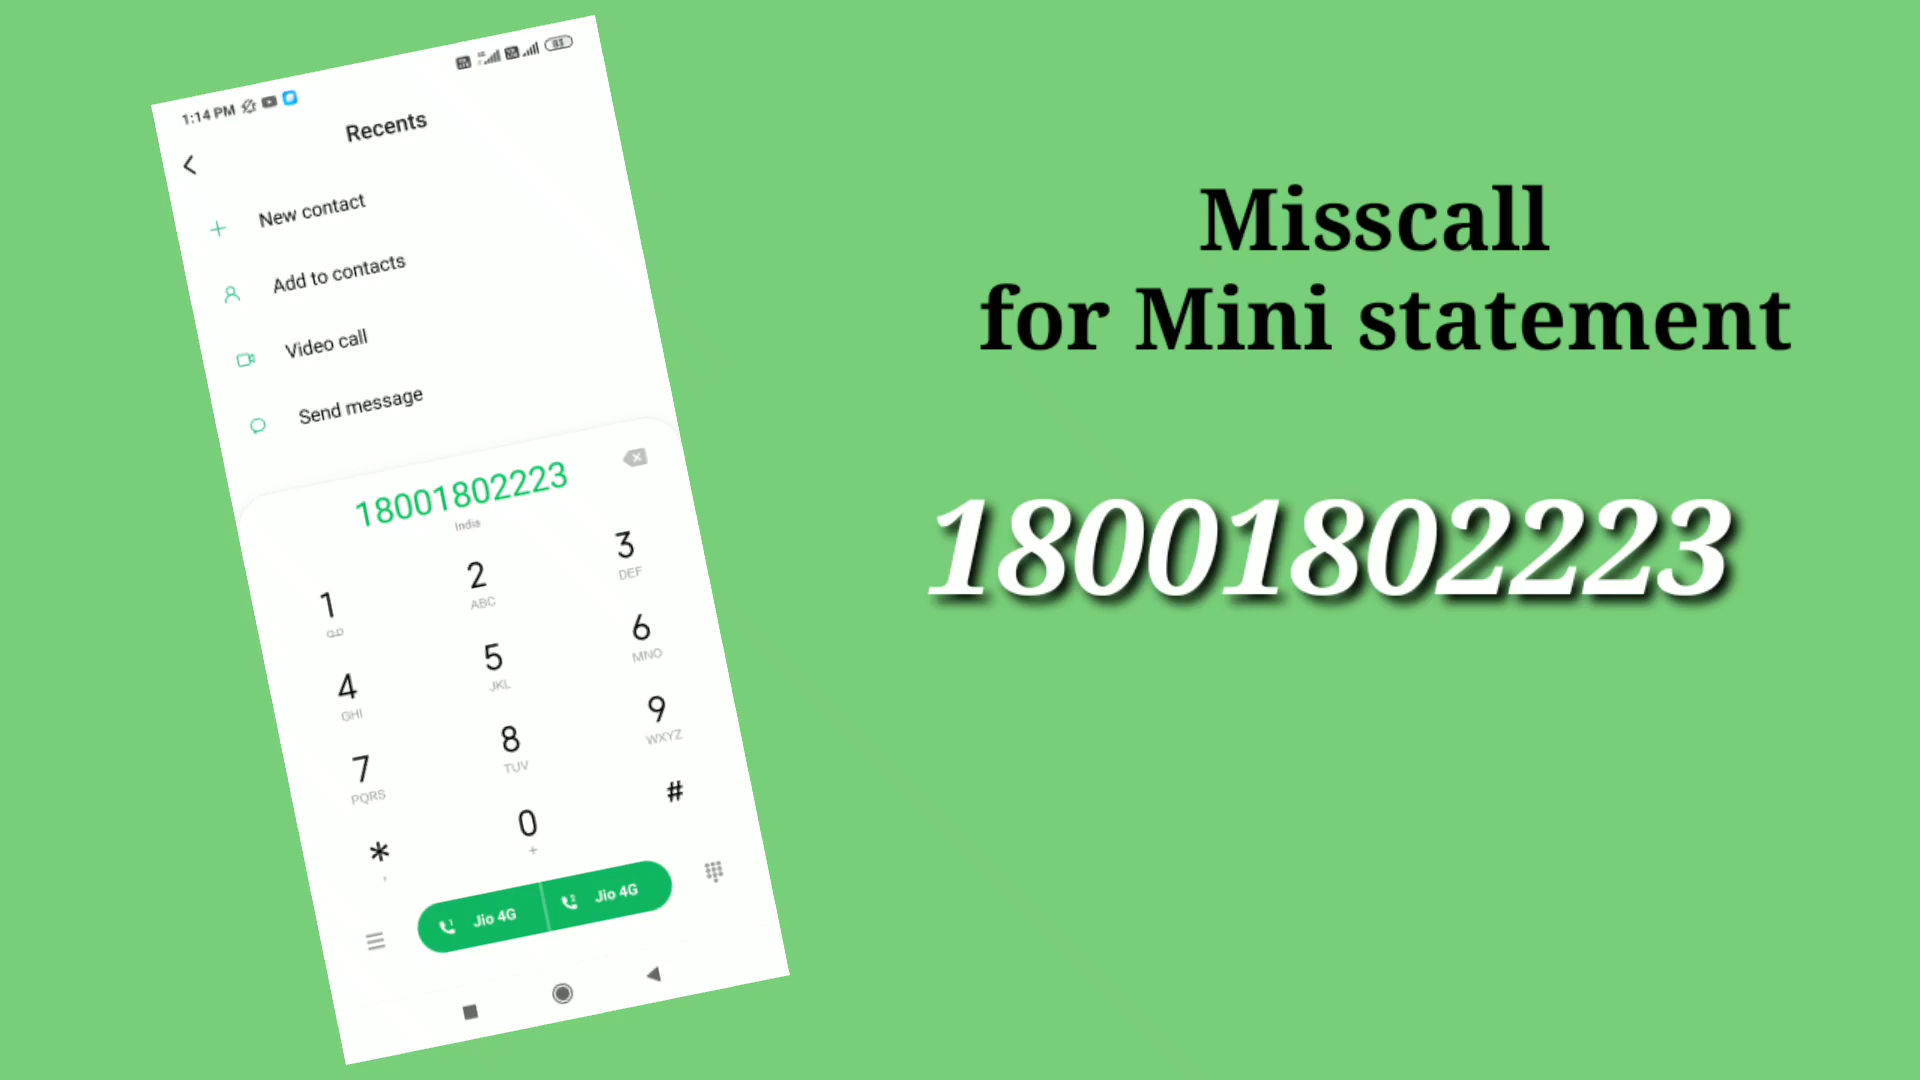 1:14 PM
Recents
New contact
Add to contacts
Video call
Send message
18001802223
India
1
2
ABC
3
DEF
4
GHI
5
JKL
6
MNO
7
PQRS
8
TUV
9
WXYZ
*
,
0
+
#
1 Jio 4G
2 Jio 4G
Misscall
for Mini statement
18001802223